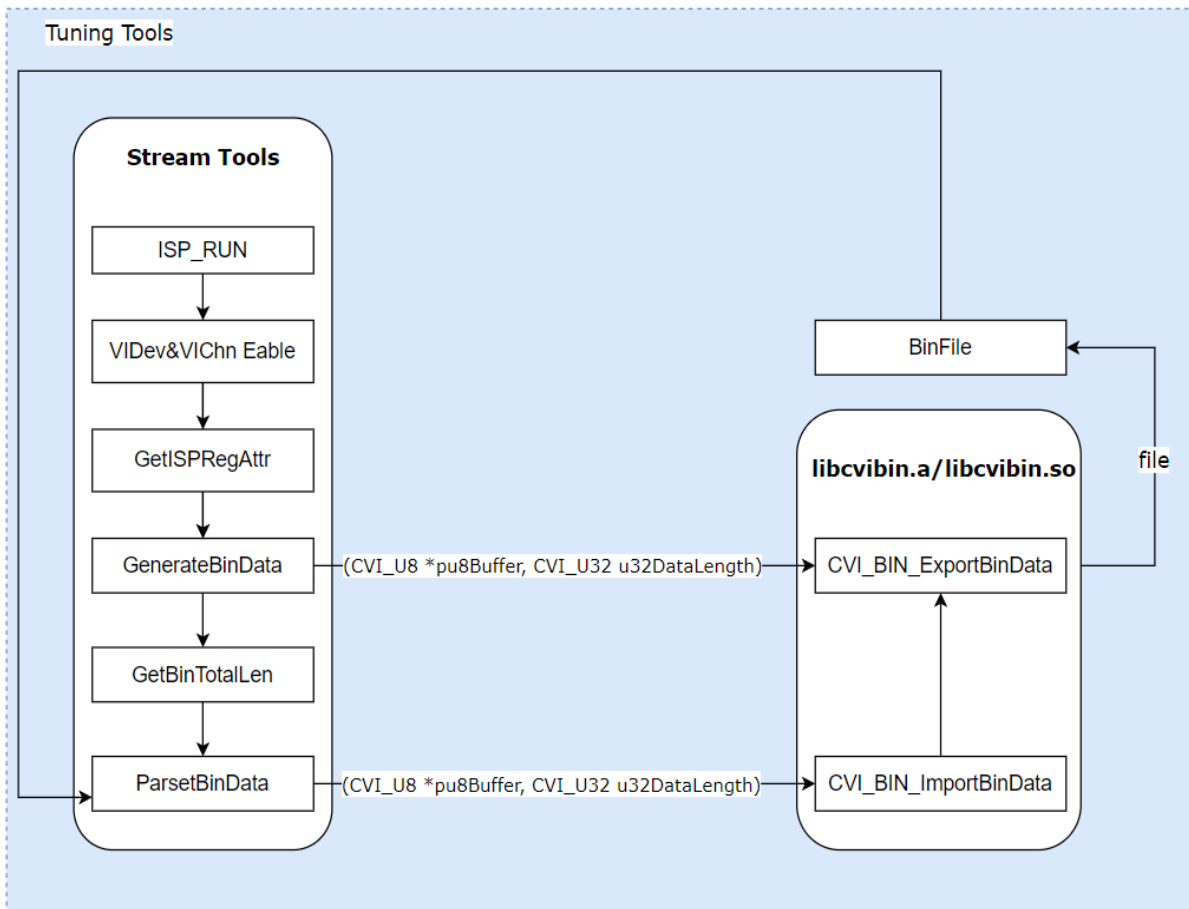 Tuning Tools
Stream Tools
ISP_RUN
VIDev&VIChn Eable
BinFile
GetISPRegAttr
libcvibin.a/libcvibin.so
file
GenerateBinData
(CVI_U8 *pu8Buffer, CVI_U32 u32DataLength)
CVI_BIN_ExportBinData
GetBinTotalLen
ParsetBinData
(CVI_U8 *pu8Buffer, CVI_U32 u32DataLength)
CVI_BIN_ImportBinData